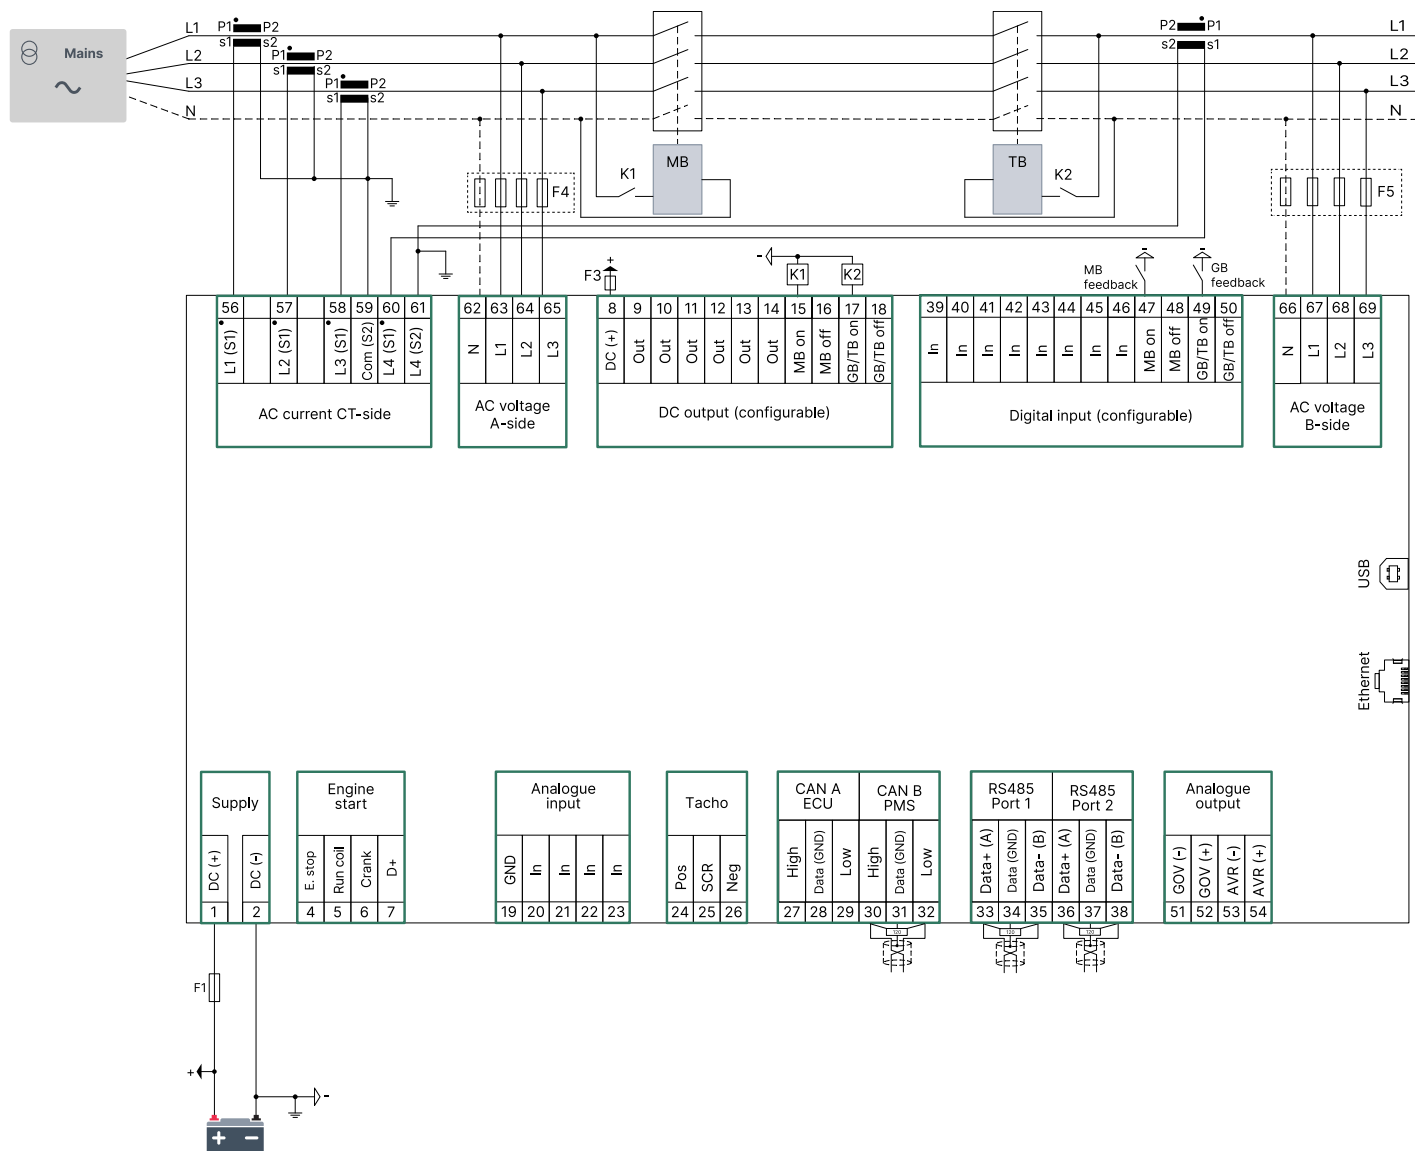 Mains
L1
L2
L3
N
P1 P2
s1 s2
P1 P2
s1 s2
P1 P2
s1 s2
P2 P1
s2 s1
L1
L2
L3
N
MB
TB
K1
K2
F4
F5
F3
+
-
K1
K2
MB
feedback
-
GB
feedback
-
56 57 58 59 60 61
L1 (S1)
L2 (S1)
L3 (S1)
Com (S2)
L4 (S1)
L4 (S2)
AC current CT-side
62 63 64 65
N
L1
L2
L3
AC voltage
A-side
8 9 10 11 12 13 14 15 16 17 18
DC (+)
Out
Out
Out
Out
Out
Out
MB on
MB off
GB/TB on
GB/TB off
DC output (configurable)
39 40 41 42 43 44 45 46 47 48 49 50
In
In
In
In
In
In
In
In
MB on
MB off
GB/TB on
GB/TB off
Digital input (configurable)
66 67 68 69
N
L1
L2
L3
AC voltage
B-side
USB
Ethernet
Supply
DC (+)
DC (-)
1 2
Engine
start
E. stop
Run coil
Crank
D+
4 5 6 7
Analogue
input
GND
In
In
In
In
19 20 21 22 23
Tacho
Pos
SCR
Neg
24 25 26
CAN A
ECU
High
Data (GND)
Low
27 28 29
CAN B
PMS
High
Data (GND)
Low
30 31 32
120
RS485
Port 1
Data+ (A)
Data (GND)
Data- (B)
33 34 35
120
RS485
Port 2
Data+ (A)
Data (GND)
Data- (B)
36 37 38
120
Analogue
output
GOV (-)
GOV (+)
AVR (-)
AVR (+)
51 52 53 54
F1
+
-
+ −